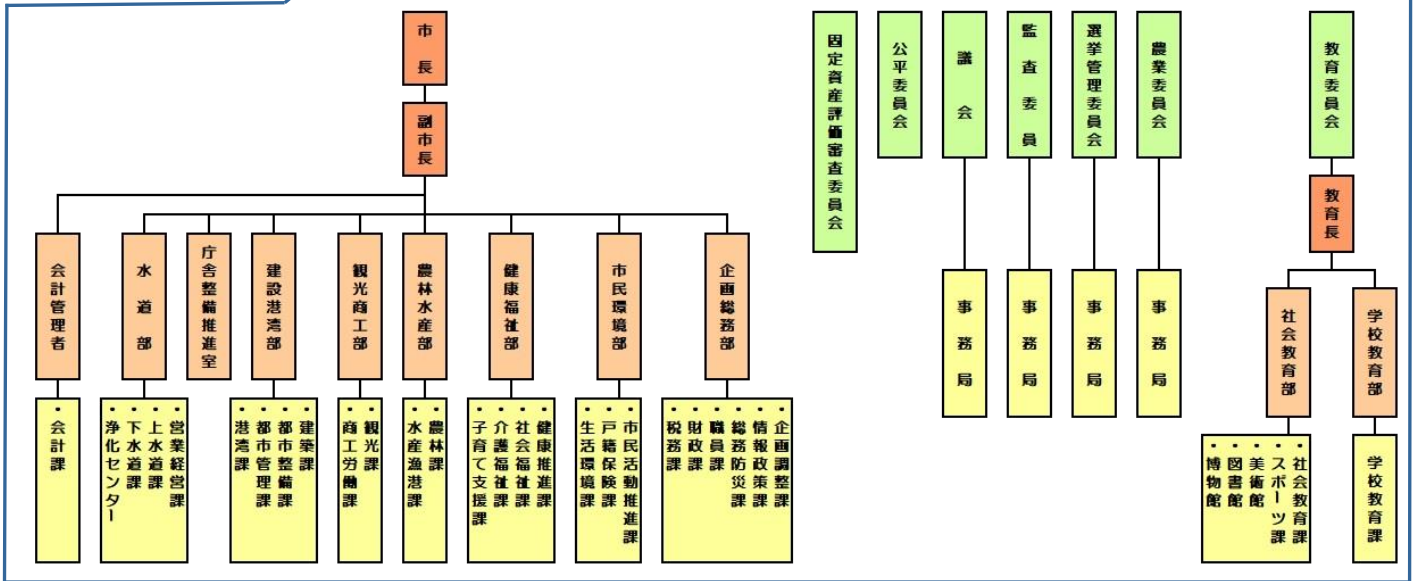 市長
副市長
会計管理者
・会計課
水道部
・営業経営課
・上水道課
・下水道課
・浄化センター
庁舎整備推進室
建設港湾部
・建築課
・都市整備課
・都市管理課
・港湾課
観光商工部
・観光課
・商工労働課
農林水産部
・農林課
・水産漁港課
健康福祉部
・健康推進課
・社会福祉課
・介護福祉課
・子育て支援課
市民環境部
・市民活動推進課
・戸籍保険課
・生活環境課
企画総務部
・企画調整課
・情報政策課
・総務防災課
・職員課
・財政課
・税務課
固定資産評価審査委員会
公平委員会
議会
事務局
監査委員
事務局
選挙管理委員会
事務局
農業委員会
事務局
教育委員会
教育長
社会教育部
・社会教育課
・スポーツ課
・美術館
・図書館
・博物館
学校教育部
学校教育課